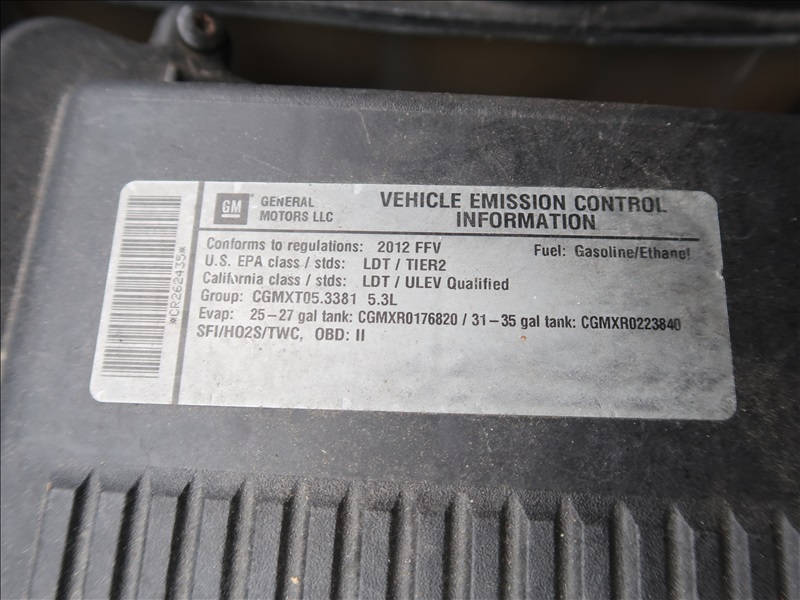 GM
GENERAL
MOTORS LLC
VEHICLE EMISSION CONTROL
INFORMATION
Conforms to regulations: 2012 FFV
Fuel: Gasoline/Ethanol
U.S. EPA class / stds: LDT / TIER2
California class / stds: LDT / ULEV Qualified
Group: CGMXT05.3381 5.3L
Evap: 25-27 gal tank: CGMXR0176820 / 31-35 gal tank: CGMXR0223840
SFI/HO2S/TWC, OBD: II
*CR262435*